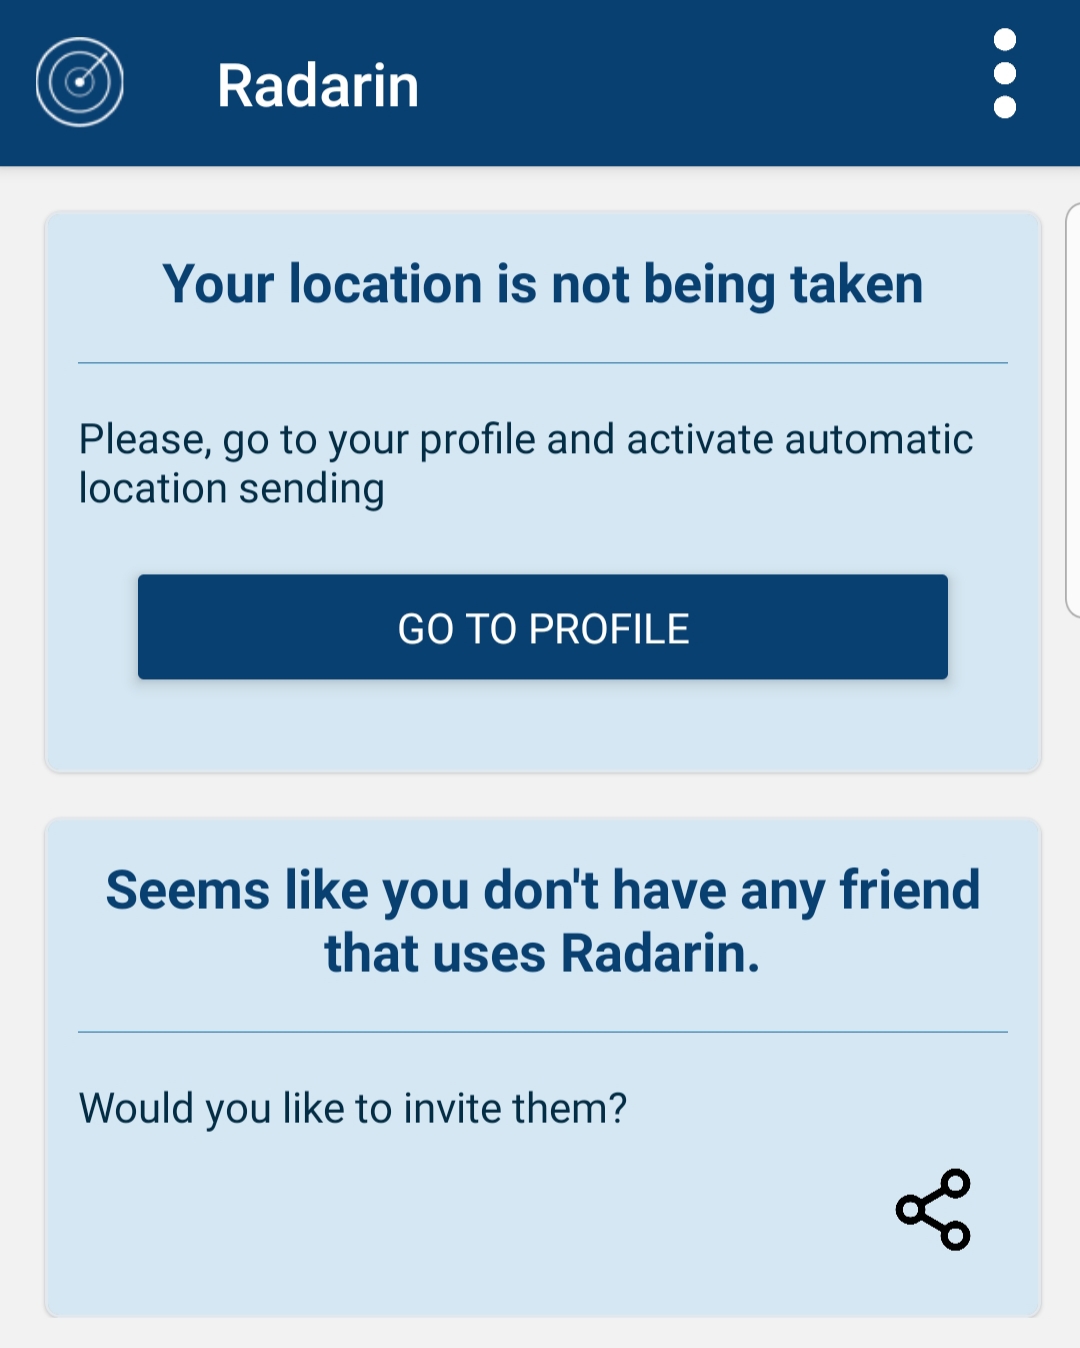 Radarin
Your location is not being taken
Please, go to your profile and activate automatic
location sending
GO TO PROFILE
Seems like you don't have any friend
that uses Radarin.
Would you like to invite them?